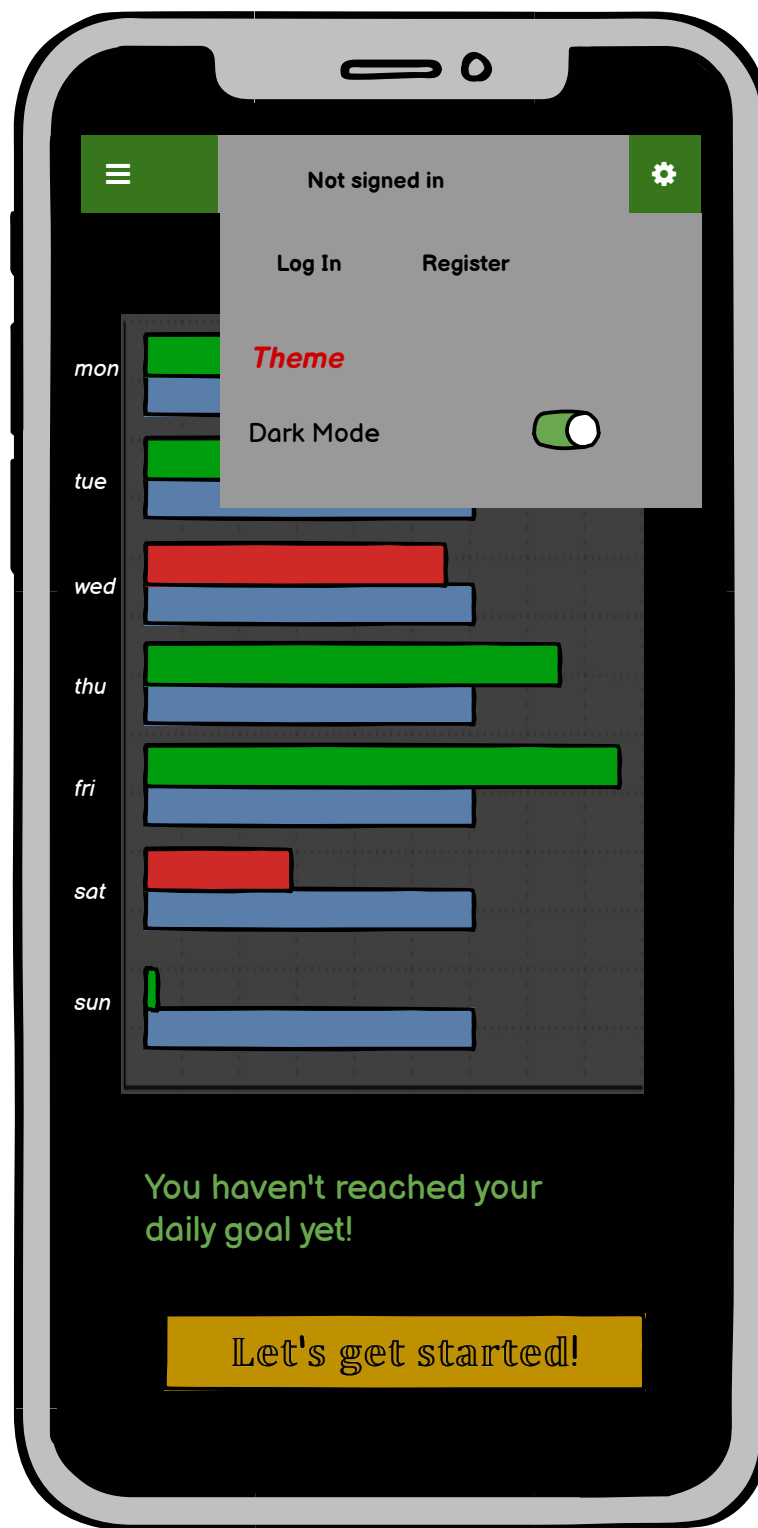 Not signed in
Log In Register
Theme
Dark Mode
mon
tue
wed
thu
fri
sat
sun
You haven't reached your
daily goal yet!
Let's get started!